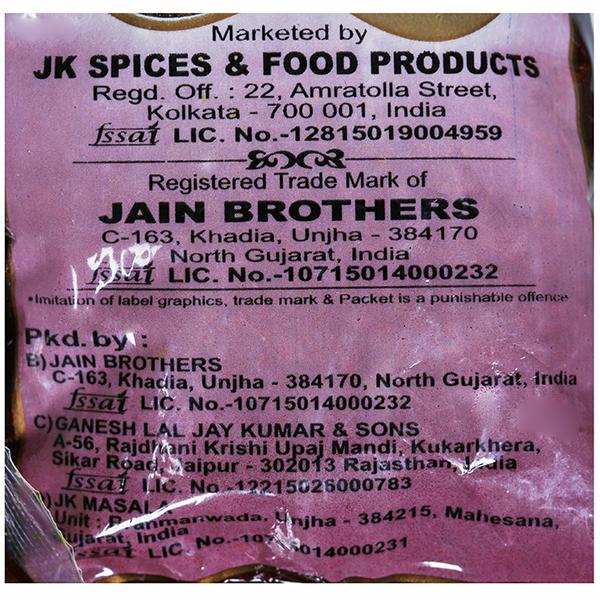 Marketed by
JK SPICES & FOOD PRODUCTS
Regd. Off. : 22, Amratolla Street,
Kolkata - 700 001, India
fssai LIC. No.-12815019004959
Registered Trade Mark of
JAIN BROTHERS
C-163, Khadia, Unjha - 384170
North Gujarat, India
fssai LIC. No.-10715014000232
*Imitation of label graphics, trade mark & Packet is a punishable offence
Pkd. by :
B) JAIN BROTHERS
C-163, Khadia, Unjha - 384170, North Gujarat, India
fssai LIC. No.-10715014000232
C) GANESH LAL JAY KUMAR & SONS
A-56, Rajdhani Krishi Upaj Mandi, Kukarkhera,
Sikar Road, Jaipur - 302013 Rajasthan, India
fssai LIC. No.-12215026000783
JK MASALA
Unit : Unjha - 384215, Mahesana,
Gujarat, India
fssai LIC. No.-10715014000231